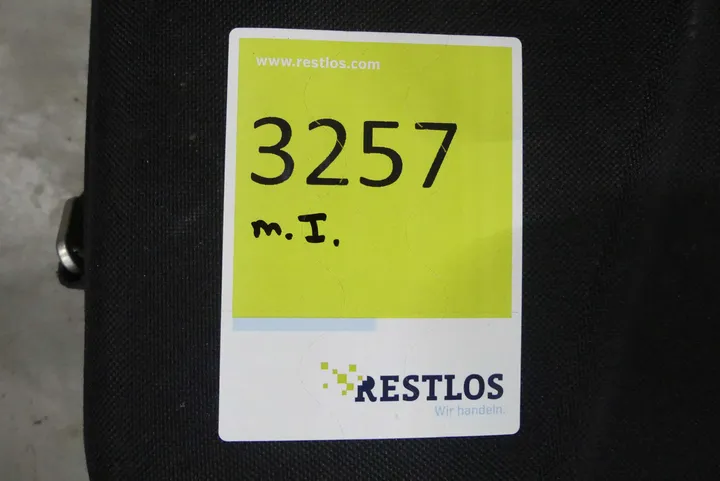 www.restlos.com
3257
m. I.
RESTLOS
Wir handeln.